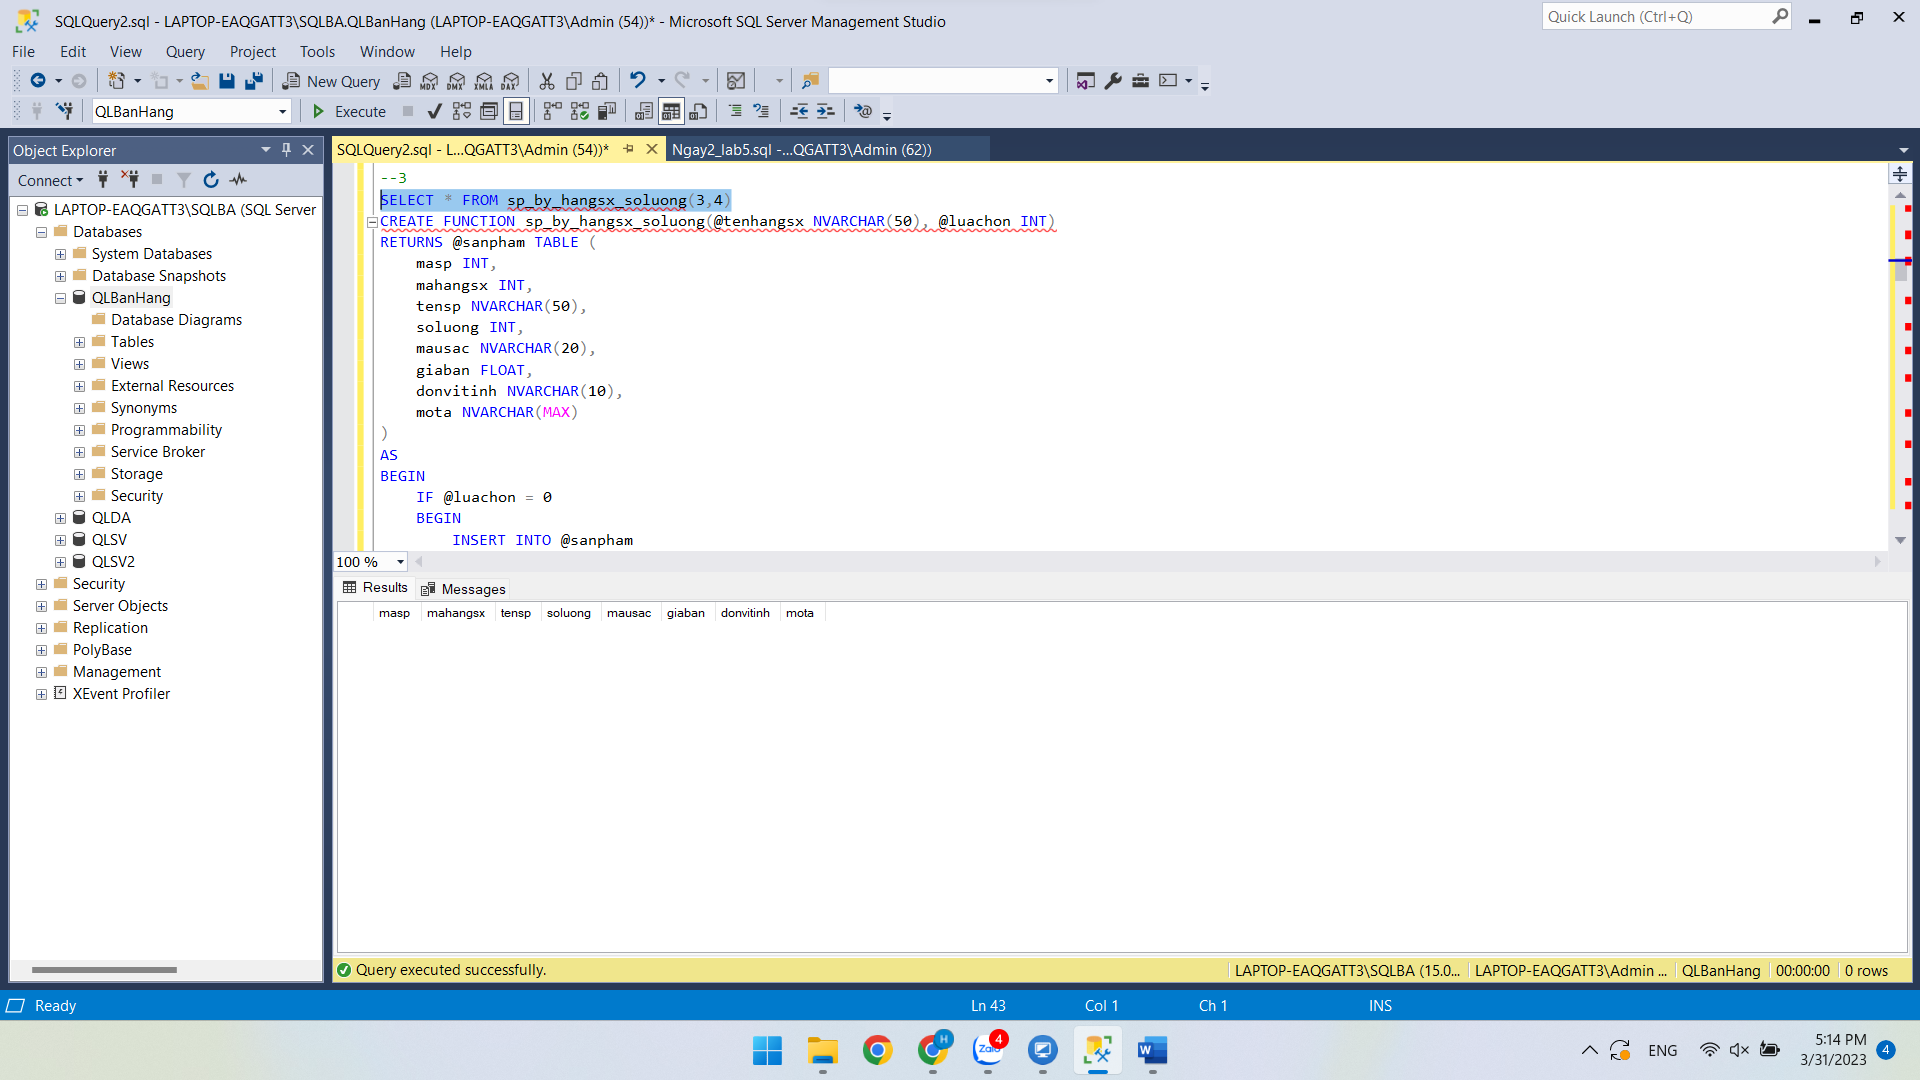 SQLQuery2.sql - LAPTOP-EAQGATT3\SQLBA.QLBanHang (LAPTOP-EAQGATT3\Admin (54))* - Microsoft SQL Server Management Studio
Quick Launch (Ctrl+Q)
File Edit View Query Project Tools Window Help
New Query
MDX DMX XMLA DAX
QLBanHang
Execute
Object Explorer
SQLQuery2.sql - L...QGATT3\Admin (54))*
Ngay2_lab5.sql -...QGATT3\Admin (62))
Connect
LAPTOP-EAQGATT3\SQLBA (SQL Server
Databases
System Databases
Database Snapshots
QLBanHang
Database Diagrams
Tables
Views
External Resources
Synonyms
Programmability
Service Broker
Storage
Security
QLDA
QLSV
QLSV2
Security
Server Objects
Replication
PolyBase
Management
XEvent Profiler
--3
SELECT * FROM sp_by_hangsx_soluong(3,4)
CREATE FUNCTION sp_by_hangsx_soluong(@tenhangsx NVARCHAR(50), @luachon INT)
RETURNS @sanpham TABLE (
masp INT,
mahangsx INT,
tensp NVARCHAR(50),
soluong INT,
mausac NVARCHAR(20),
giaban FLOAT,
donvitinh NVARCHAR(10),
mota NVARCHAR(MAX)
)
AS
BEGIN
IF @luachon = 0
BEGIN
INSERT INTO @sanpham
100 %
Results Messages
masp mahangsx tensp soluong mausac giaban donvitinh mota
Query executed successfully.
LAPTOP-EAQGATT3\SQLBA (15.0... LAPTOP-EAQGATT3\Admin ... QLBanHang 00:00:00 0 rows
Ready
Ln 43 Col 1 Ch 1 INS
H
Zalo
4
W
ENG
5:14 PM
3/31/2023
4